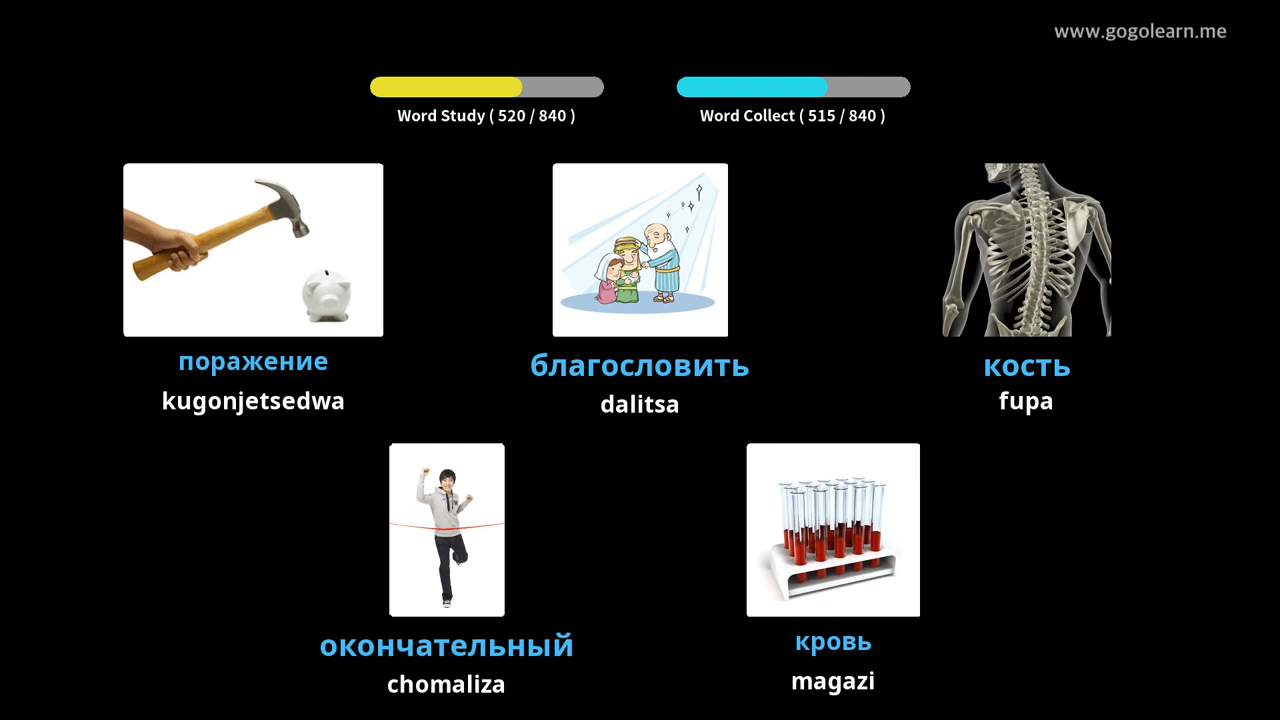 www.gogolearn.me
Word Study ( 520 / 840 )
Word Collect ( 515 / 840 )
поражение
kugonjetsedwa
благословить
dalitsa
кость
fupa
окончательный
chomaliza
кровь
magazi